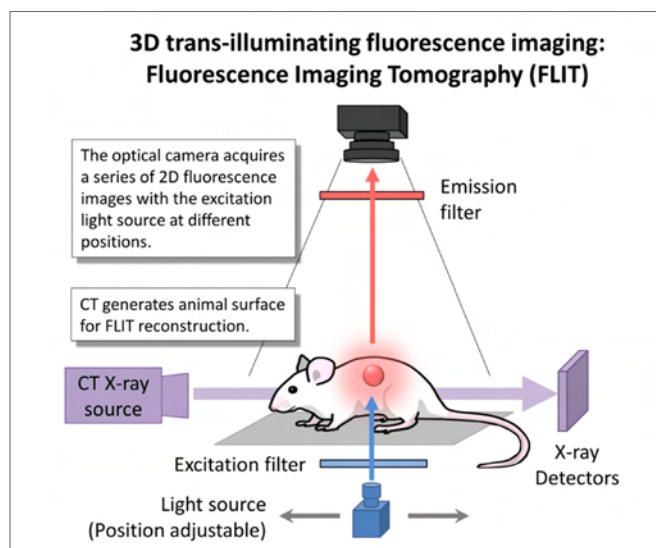 3D trans-illuminating fluorescence imaging:
Fluorescence Imaging Tomography (FLIT)
The optical camera acquires
a series of 2D fluorescence
images with the excitation
light source at different
positions.
Emission
filter
CT generates animal surface
for FLIT reconstruction.
CT X-ray
source
X-ray
Detectors
Excitation filter
Light source
(Position adjustable)